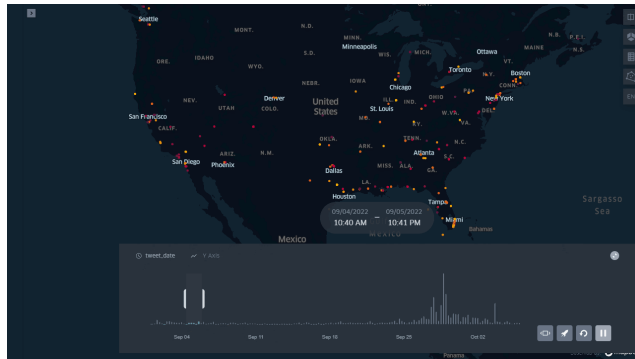 Seattle
MONT.
N.D.
MINN.
Minneapolis
Ottawa
N.B.
P.E.I.
MAINE
N.S.
ORE.
IDAHO
WYO.
S.D.
WIS.
MICH.
VT.
Toronto
N.Y.
Boston
NEBR.
IOWA
Chicago
CONN.
NEV.
UTAH
Denver
COLO.
United
States
ILL.
IND.
OHIO
PA.
New York
St. Louis
MO.
KY.
W.VA.
VA.
DEL.
San Francisco
CALIF.
OKLA.
ARK.
TENN.
N.C.
San Diego
ARIZ.
Phoenix
N.M.
Dallas
MISS.
ALA.
Atlanta
GA.
S.C.
LA.
Houston
Tampa
Sargasso
Sea
09/04/2022 – 09/05/2022
10:40 AM 10:41 PM
Miami
Bahamas
Mexico
MEXICO
tweet_date
Y Axis
Sep 04
Sep 11
Sep 18
Sep 25
Oct 02
Panama